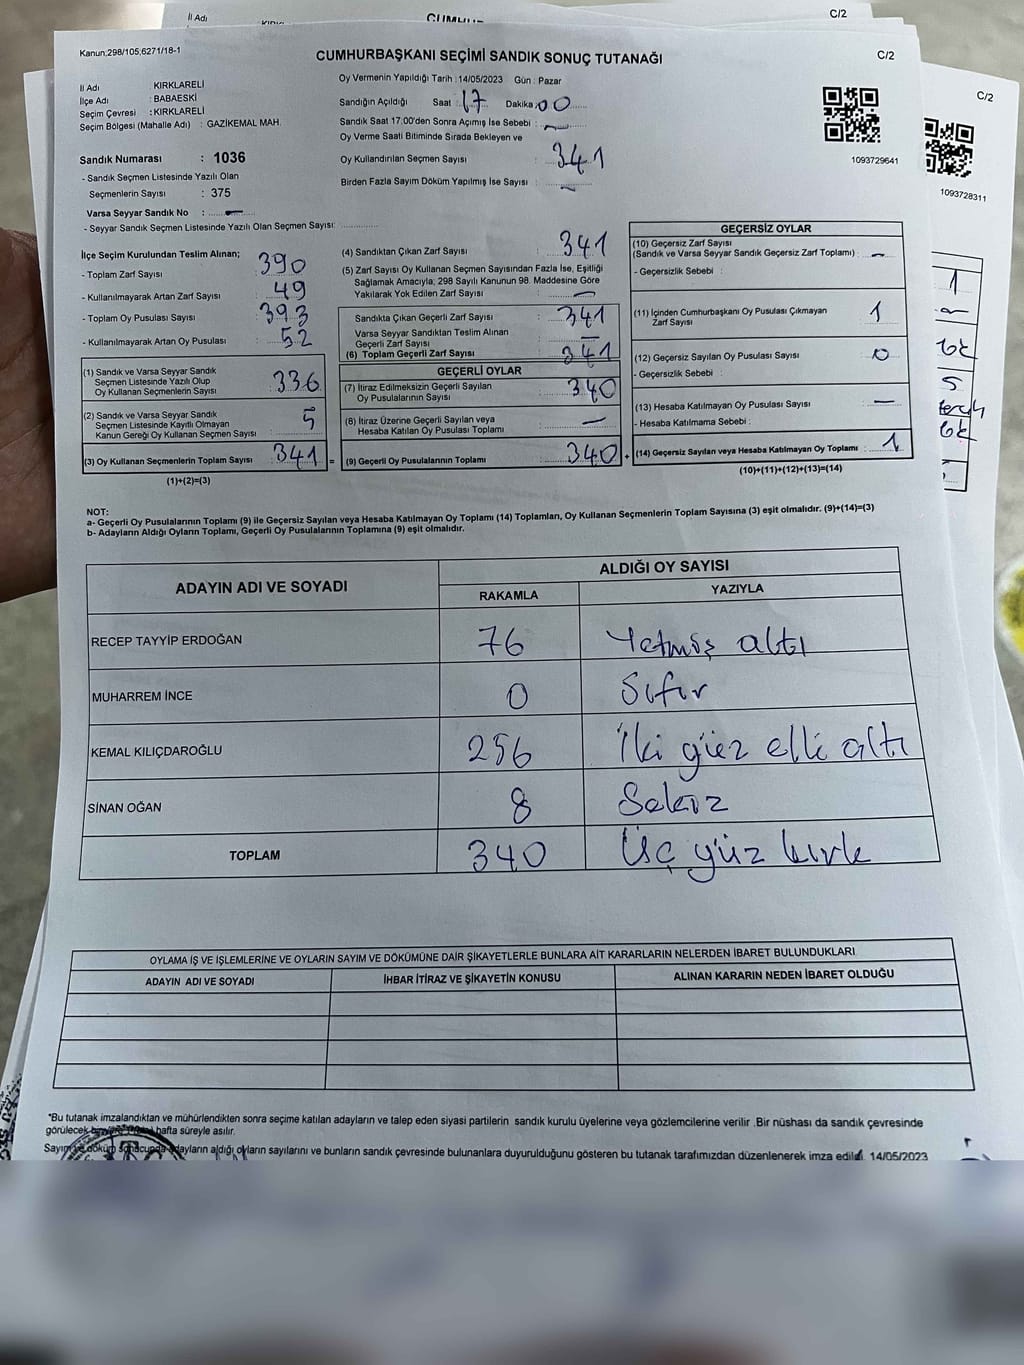 İl Adı
C/2
Kanun,298/105,6271/18-1
CUMHURBAŞKANI SEÇİMİ SANDIK SONUÇ TUTANAĞI
C/2
C/2
İl Adı KIRKLARELİ
İlçe Adı : BABAESKİ
Seçim Çevresi : KIRKLARELİ
Seçim Bölgesi (Mahalle Adı) : GAZİKEMAL MAH.
Oy Vermenin Yapıldığı Tarih :14/05/2023 Gün : Pazar
Sandığın Açıldığı Saat : 17 Dakika 00
Sandık Saat 17:00'den Sonra Açımış İse Sebebi : —
Oy Verme Saati Bitiminde Sırada Bekleyen ve
Oy Kullandırılan Seçmen Sayısı : 341
Birden Fazla Sayım Döküm Yapılmış İse Sayısı : —
1093729641
1093728311
Sandık Numarası : 1036
- Sandık Seçmen Listesinde Yazılı Olan
Seçmenlerin Sayısı : 375
Varsa Seyyar Sandık No : —
- Seyyar Sandık Seçmen Listesinde Yazılı Olan Seçmen Sayısı:
İlçe Seçim Kurulundan Teslim Alınan;
- Toplam Zarf Sayısı : 390
- Kullanılmayarak Artan Zarf Sayısı : 49
- Toplam Oy Pusulası Sayısı : 393
- Kullanılmayarak Artan Oy Pusulası : 52
(1) Sandık ve Varsa Seyyar Sandık
Seçmen Listesinde Yazılı Olup
Oy Kullanan Seçmenlerin Sayısı : 336
(2) Sandık ve Varsa Seyyar Sandık
Seçmen Listesinde Kayıtlı Olmayan
Kanun Gereği Oy Kullanan Seçmen Sayısı : 5
(3) Oy Kullanan Seçmenlerin Toplam Sayısı : 341 =
(1)+(2)=(3)
(4) Sandıktan Çıkan Zarf Sayısı : 341
(5) Zarf Sayısı Oy Kullanan Seçmen Sayısından Fazla İse, Eşitliği
Sağlamak Amacıyla, 298 Sayılı Kanunun 98. Maddesine Göre
Yakılarak Yok Edilen Zarf Sayısı : —
Sandıkta Çıkan Geçerli Zarf Sayısı : 341
Varsa Seyyar Sandıktan Teslim Alınan
Geçerli Zarf Sayısı : —
(6) Toplam Geçerli Zarf Sayısı : 341
GEÇERLİ OYLAR
(7) İtiraz Edilmeksizin Geçerli Sayılan
Oy Pusulalarının Sayısı : 340
(8) İtiraz Üzerine Geçerli Sayılan veya
Hesaba Katılan Oy Pusulası Toplamı : —
(9) Geçerli Oy Pusulalarının Toplamı : 340 +
GEÇERSİZ OYLAR
(10) Geçersiz Zarf Sayısı
(Sandık ve Varsa Seyyar Sandık Geçersiz Zarf Toplamı) : —
- Geçersizlik Sebebi :
(11) İçinden Cumhurbaşkanı Oy Pusulası Çıkmayan
Zarf Sayısı : 1
(12) Geçersiz Sayılan Oy Pusulası Sayısı : 0
- Geçersizlik Sebebi :
(13) Hesaba Katılmayan Oy Pusulası Sayısı : —
- Hesaba Katılmama Sebebi :
(14) Geçersiz Sayılan veya Hesaba Katılmayan Oy Toplamı : 1
(10)+(11)+(12)+(13)=(14)
NOT:
a- Geçerli Oy Pusulalarının Toplamı (9) ile Geçersiz Sayılan veya Hesaba Katılmayan Oy Toplamı (14) Toplamları, Oy Kullanan Seçmenlerin Toplam Sayısına (3) eşit olmalıdır. (9)+(14)=(3)
b- Adayların Aldığı Oyların Toplamı, Geçerli Oy Pusulalarının Toplamına (9) eşit olmalıdır.
ADAYIN ADI VE SOYADI ALDIĞI OY SAYISI
RAKAMLA YAZIYLA
RECEP TAYYİP ERDOĞAN 76 Yetmiş altı
MUHARREM İNCE 0 Sıfır
KEMAL KILIÇDAROĞLU 256 İki yüz elli altı
SİNAN OĞAN 8 Sekiz
TOPLAM 340 Üç yüz kırk
OYLAMA İŞ VE İŞLEMLERİNE VE OYLARIN SAYIM VE DÖKÜMÜNE DAİR ŞİKAYETLERLE BUNLARA AİT KARARLARIN NELERDEN İBARET BULUNDUKLARI
ADAYIN ADI VE SOYADI İHBAR İTİRAZ VE ŞİKAYETİN KONUSU ALINAN KARARIN NEDEN İBARET OLDUĞU
*Bu tutanak imzalandıktan ve mühürlendikten sonra seçime katılan adayların ve talep eden siyasi partilerin sandık kurulu üyelerine veya gözlemcilerine verilir .Bir nüshası da sandık çevresinde
görülecek hafta süreyle asılır.
Sayım ve döküm sonucunda adayların aldığı oyların sayılarını ve bunların sandık çevresinde bulunanlara duyurulduğunu gösteren bu tutanak tarafımızdan düzenlenerek imza edildi. 14/05/2023